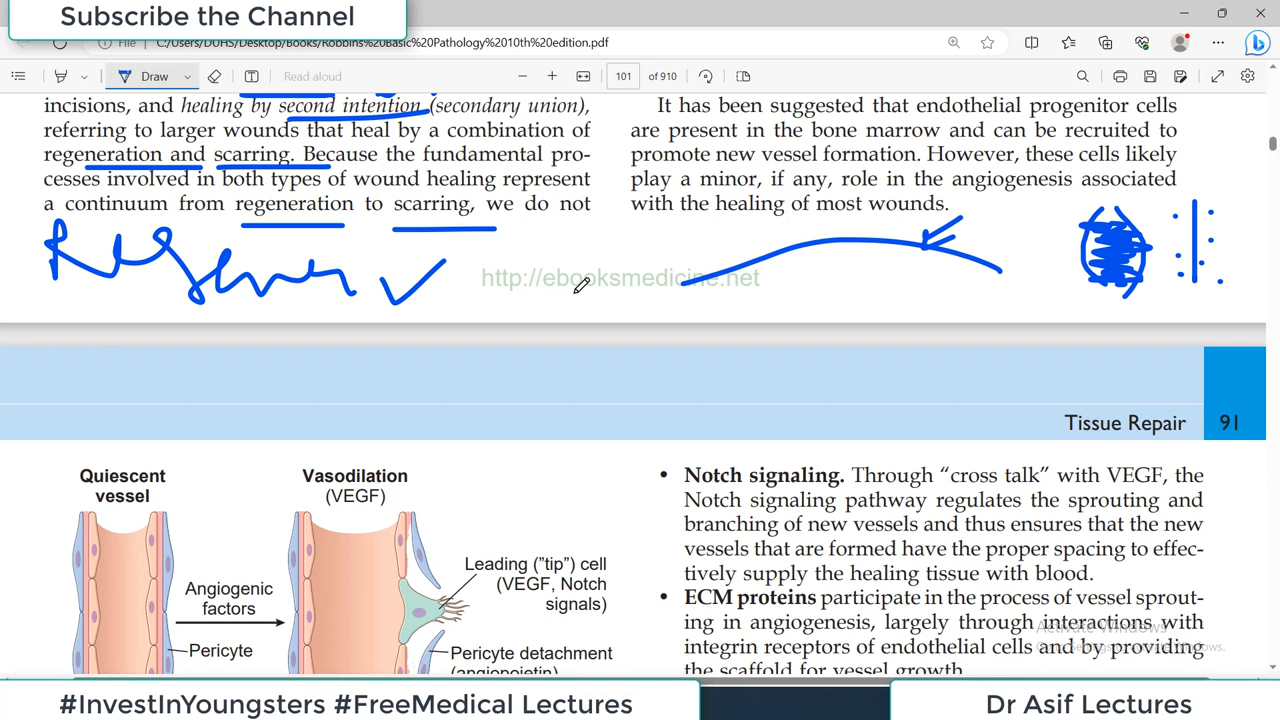 Subscribe the Channel
File
C:/Users/DUHS/Desktop/Books/Robbins%20Basic%20Pathology%2010th%20edition.pdf
Draw
Read aloud
101 of 910
incisions, and healing by second intention (secondary union),
referring to larger wounds that heal by a combination of
regeneration and scarring. Because the fundamental pro-
cesses involved in both types of wound healing represent
a continuum from regeneration to scarring, we do not
It has been suggested that endothelial progenitor cells
are present in the bone marrow and can be recruited to
promote new vessel formation. However, these cells likely
play a minor, if any, role in the angiogenesis associated
with the healing of most wounds.
http://ebooksmedicine.net
Tissue Repair 91
Quiescent
vessel
Vasodilation
(VEGF)
Angiogenic
factors
Pericyte
Leading ("tip") cell
(VEGF, Notch
signals)
Pericyte detachment
(angiopoietin)
• Notch signaling. Through “cross talk” with VEGF, the
Notch signaling pathway regulates the sprouting and
branching of new vessels and thus ensures that the new
vessels that are formed have the proper spacing to effec-
tively supply the healing tissue with blood.
• ECM proteins participate in the process of vessel sprout-
ing in angiogenesis, largely through interactions with
integrin receptors of endothelial cells and by providing
the scaffold for vessel growth.
Activate Windows
#InvestInYoungsters #FreeMedical Lectures
Dr Asif Lectures